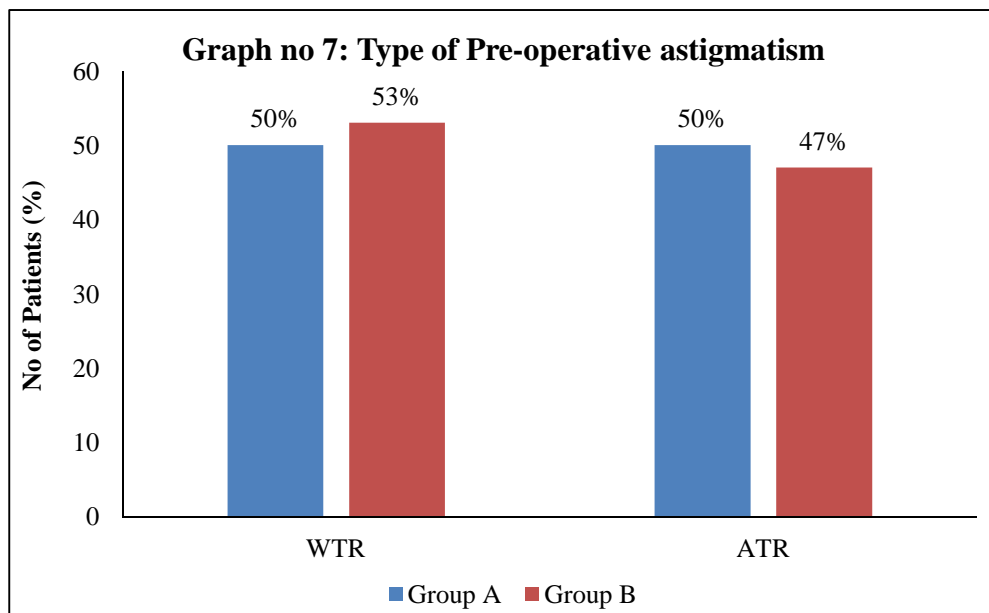 Graph no 7: Type of Pre-operative astigmatism
No of Patients (%)
60
50
40
30
20
10
0
50%
53%
50%
47%
WTR
ATR
Group A
Group B